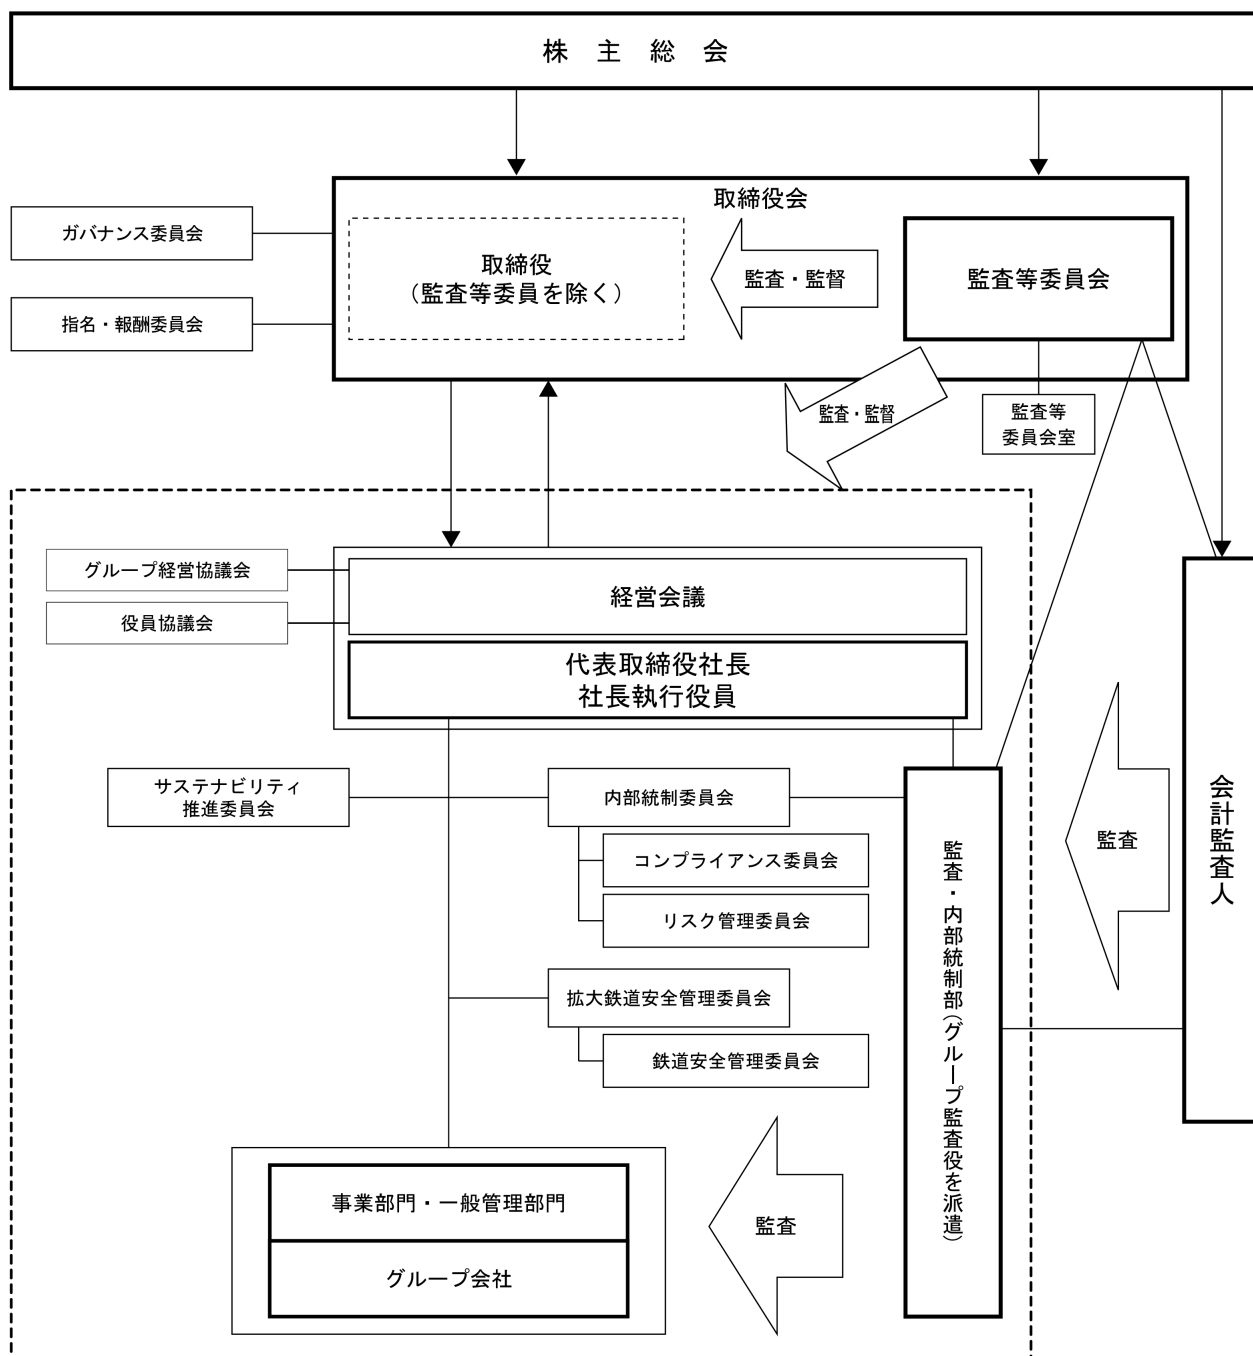 株主総会
取締役会
ガバナンス委員会
指名・報酬委員会
取締役
（監査等委員を除く）
監査・監督
監査等委員会
監査・監督
監査等
委員会室
グループ経営協議会
役員協議会
経営会議
代表取締役社長
社長執行役員
サステナビリティ
推進委員会
内部統制委員会
コンプライアンス委員会
リスク管理委員会
拡大鉄道安全管理委員会
鉄道安全管理委員会
監査・内部統制部（グループ監査役を派遣）
監査
会計監査人
事業部門・一般管理部門
グループ会社
監査